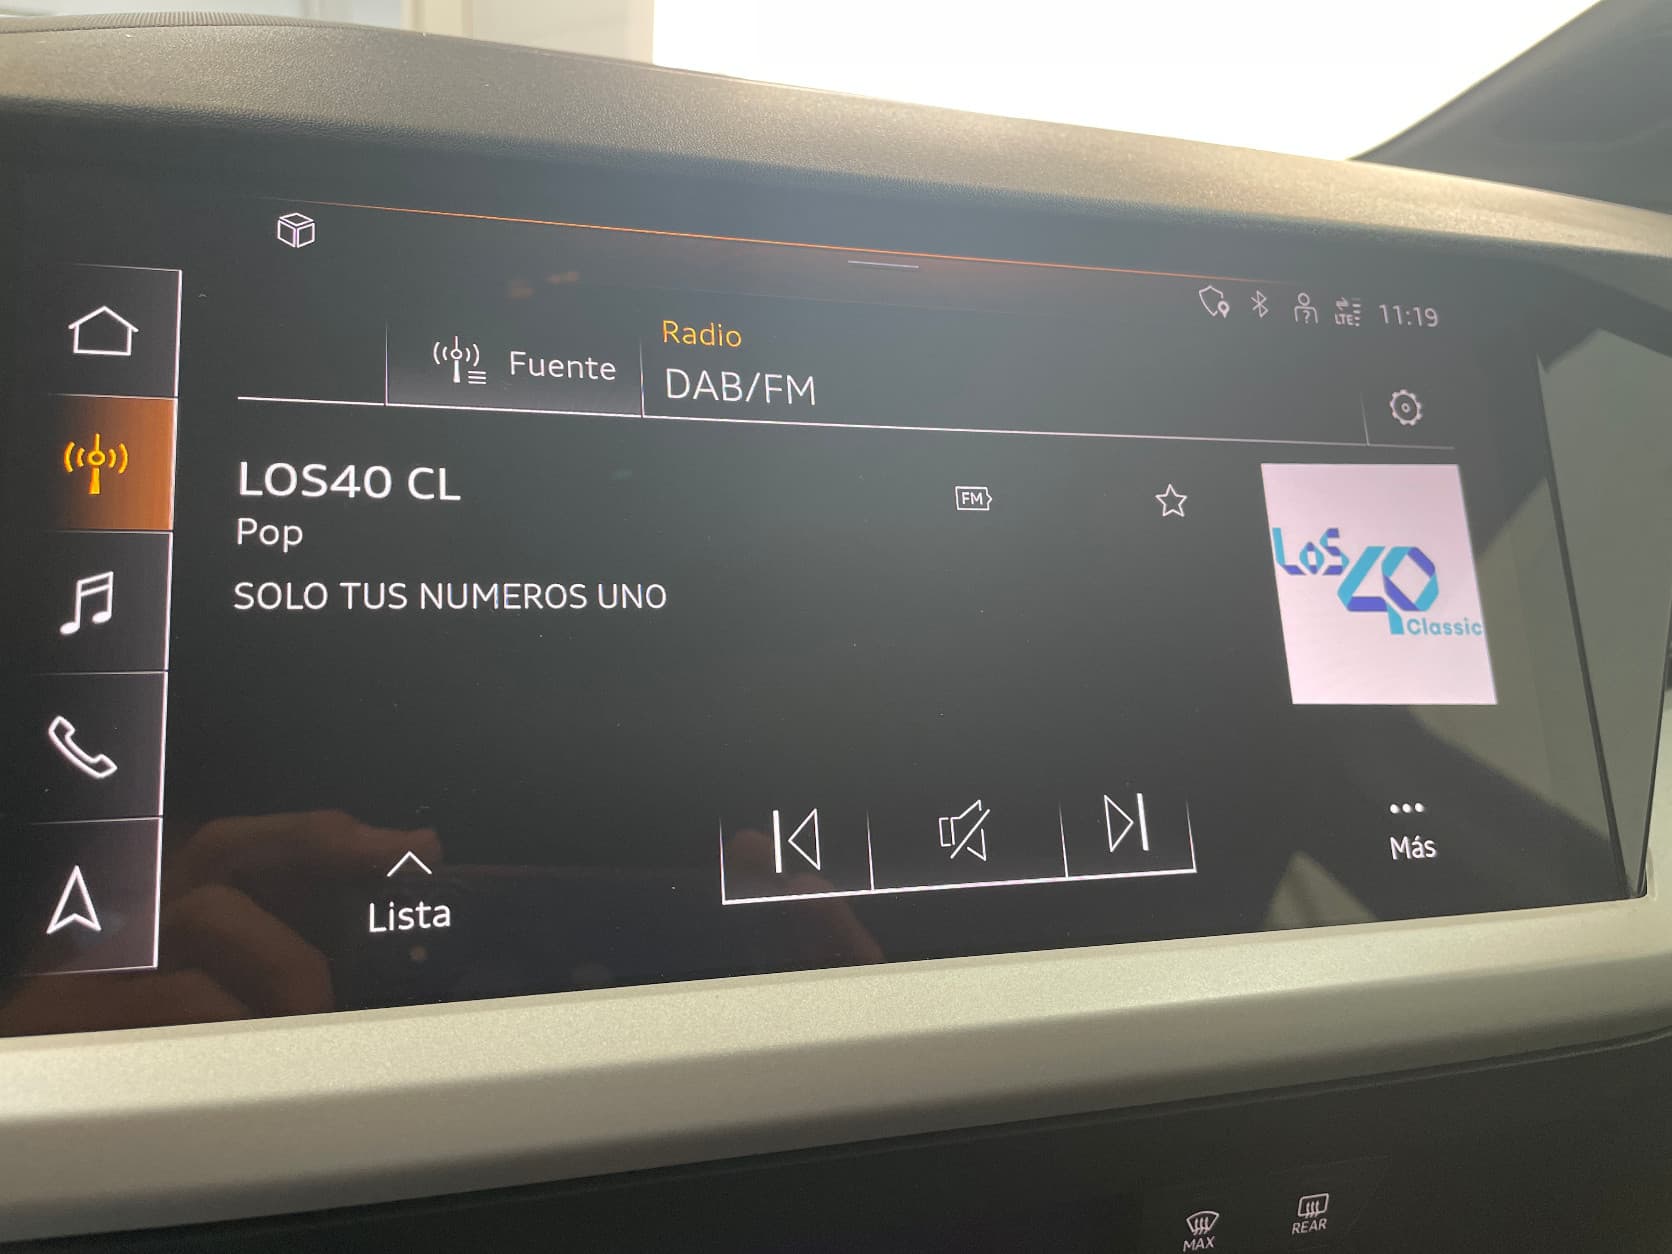 LTE
11:19
Fuente
Radio
DAB/FM
LOS40 CL
FM
Pop
SOLO TUS NUMEROS UNO
LOS
40
Classic
Lista
Más
MAX
REAR